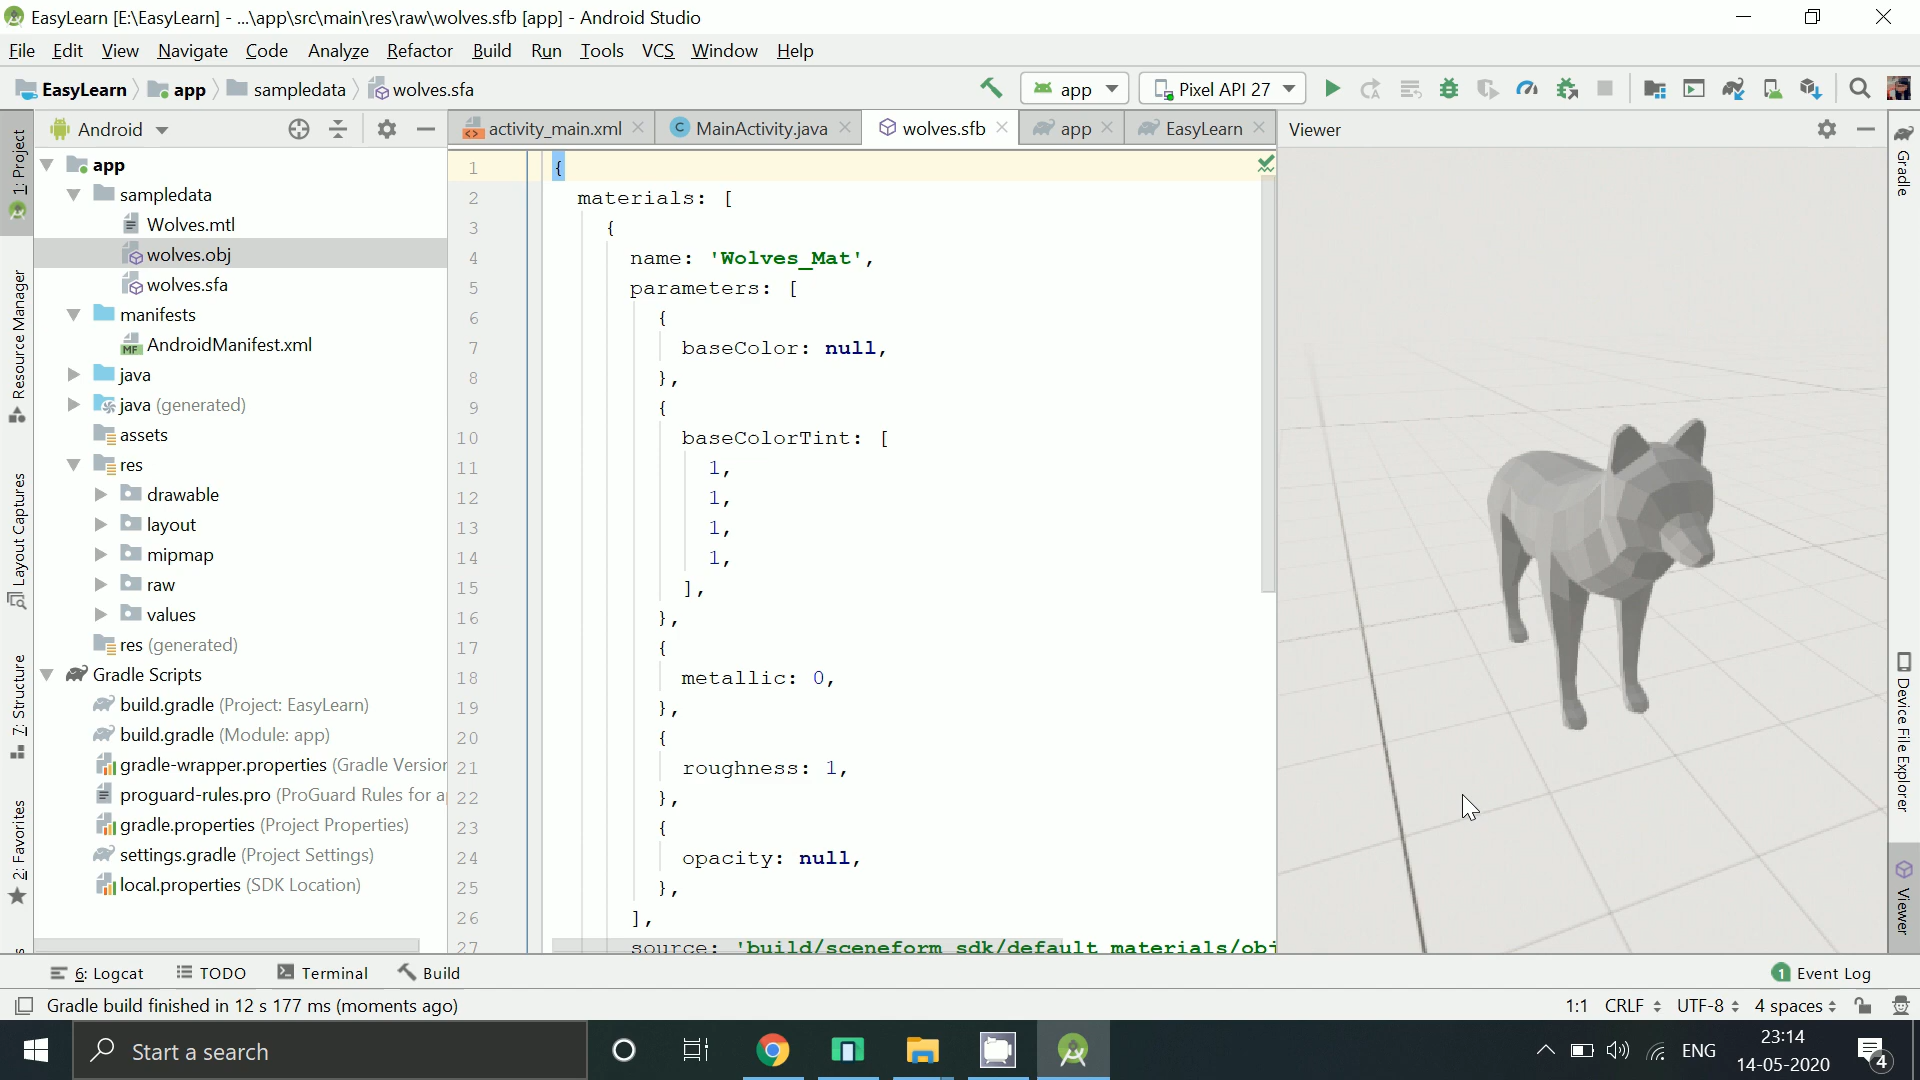 EasyLearn [E:\EasyLearn] - ...\app\src\main\res\raw\wolves.sfb [app] - Android Studio
File Edit View Navigate Code Analyze Refactor Build Run Tools VCS Window Help
EasyLearn app sampledata wolves.sfa app Pixel API 27
Android
activity_main.xml MainActivity.java wolves.sfb app EasyLearn Viewer
1: Project
Resource Manager
Layout Captures
7: Structure
2: Favorites
app
sampledata
Wolves.mtl
wolves.obj
wolves.sfa
manifests
AndroidManifest.xml
java
java (generated)
assets
res
drawable
layout
mipmap
raw
values
res (generated)
Gradle Scripts
build.gradle (Project: EasyLearn)
build.gradle (Module: app)
gradle-wrapper.properties (Gradle Version
proguard-rules.pro (ProGuard Rules for a
gradle.properties (Project Properties)
settings.gradle (Project Settings)
local.properties (SDK Location)
1 {
2 materials: [
3 {
4 name: 'Wolves_Mat',
5 parameters: [
6 {
7 baseColor: null,
8 },
9 {
10 baseColorTint: [
11 1,
12 1,
13 1,
14 1,
15 ],
16 },
17 {
18 metallic: 0,
19 },
20 {
21 roughness: 1,
22 },
23 {
24 opacity: null,
25 },
26 ],
27 source: 'build/sceneform_sdk/default_materials/obj
Gradle
Device File Explorer
Viewer
6: Logcat TODO Terminal Build 1 Event Log
Gradle build finished in 12 s 177 ms (moments ago) 1:1 CRLF UTF-8 4 spaces
Start a search
ENG
23:14
14-05-2020
4